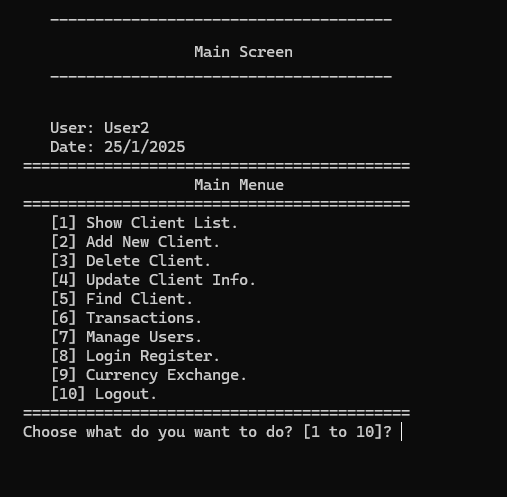 ______________________________________
Main Screen
______________________________________
User: User2
Date: 25/1/2025
===========================================
Main Menue
===========================================
[1] Show Client List.
[2] Add New Client.
[3] Delete Client.
[4] Update Client Info.
[5] Find Client.
[6] Transactions.
[7] Manage Users.
[8] Login Register.
[9] Currency Exchange.
[10] Logout.
===========================================
Choose what do you want to do? [1 to 10]?